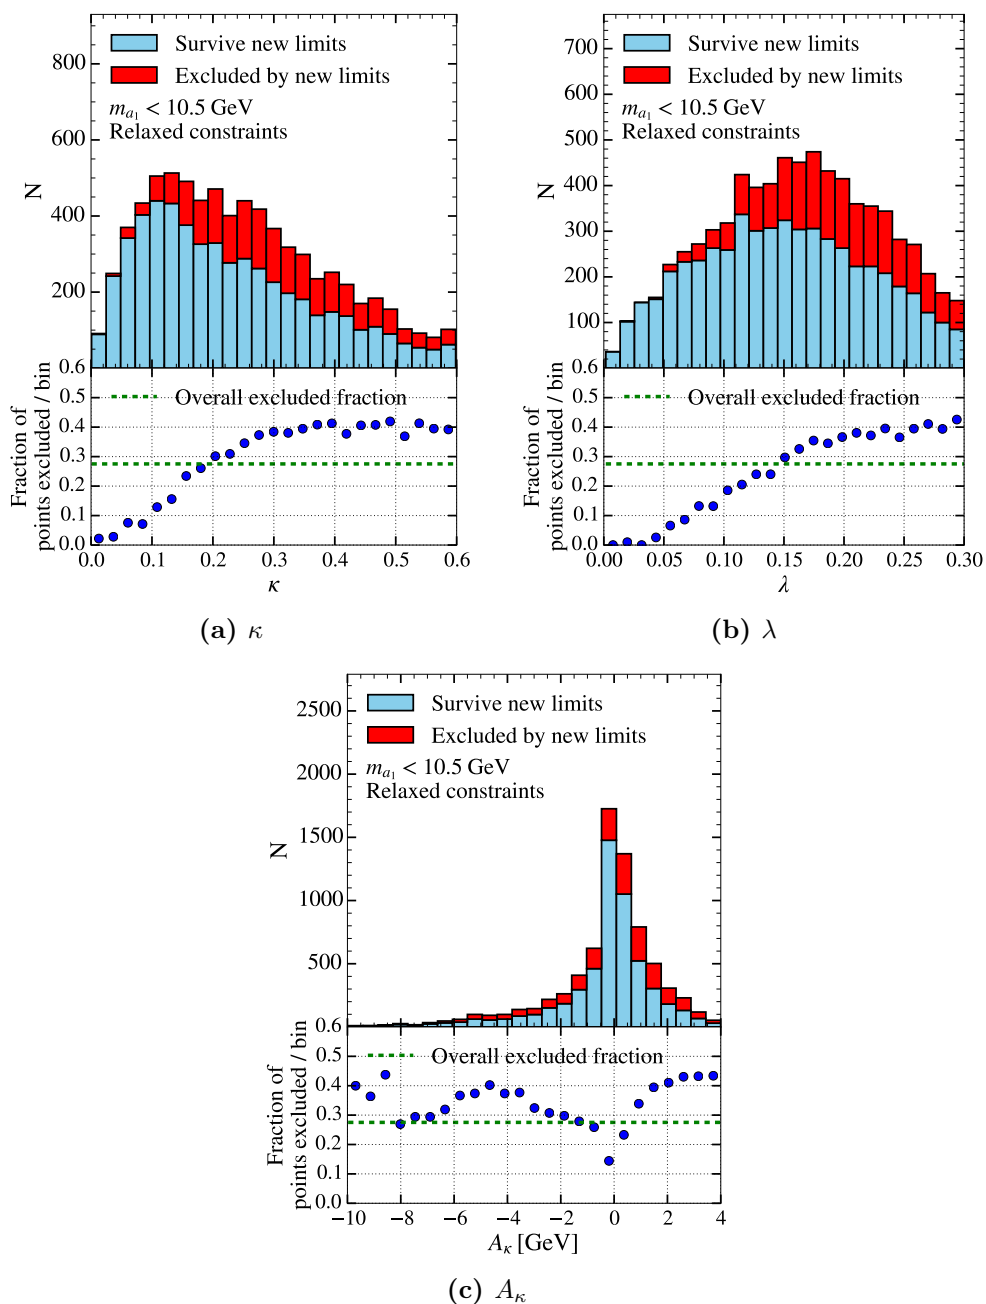 Survive new limits
Excluded by new limits
m_{a_1} < 10.5 GeV
Relaxed constraints
N
800
600
400
200
0.6
Overall excluded fraction
Fraction of
points excluded / bin
0.5
0.4
0.3
0.2
0.1
0.0
0.0 0.1 0.2 0.3 0.4 0.5 0.6
κ
(a) κ
Survive new limits
Excluded by new limits
m_{a_1} < 10.5 GeV
Relaxed constraints
N
700
600
500
400
300
200
100
0.6
Overall excluded fraction
Fraction of
points excluded / bin
0.5
0.4
0.3
0.2
0.1
0.0
0.00 0.05 0.10 0.15 0.20 0.25 0.30
λ
(b) λ
Survive new limits
Excluded by new limits
m_{a_1} < 10.5 GeV
Relaxed constraints
N
2500
2000
1500
1000
500
0.6
Overall excluded fraction
Fraction of
points excluded / bin
0.5
0.4
0.3
0.2
0.1
0.0
−10 −8 −6 −4 −2 0 2 4
A_κ [GeV]
(c) A_κ